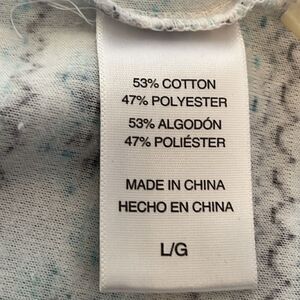 53% COTTON
47% POLYESTER
53% ALGODÓN
47% POLIÉSTER
MADE IN CHINA
HECHO EN CHINA
L/G